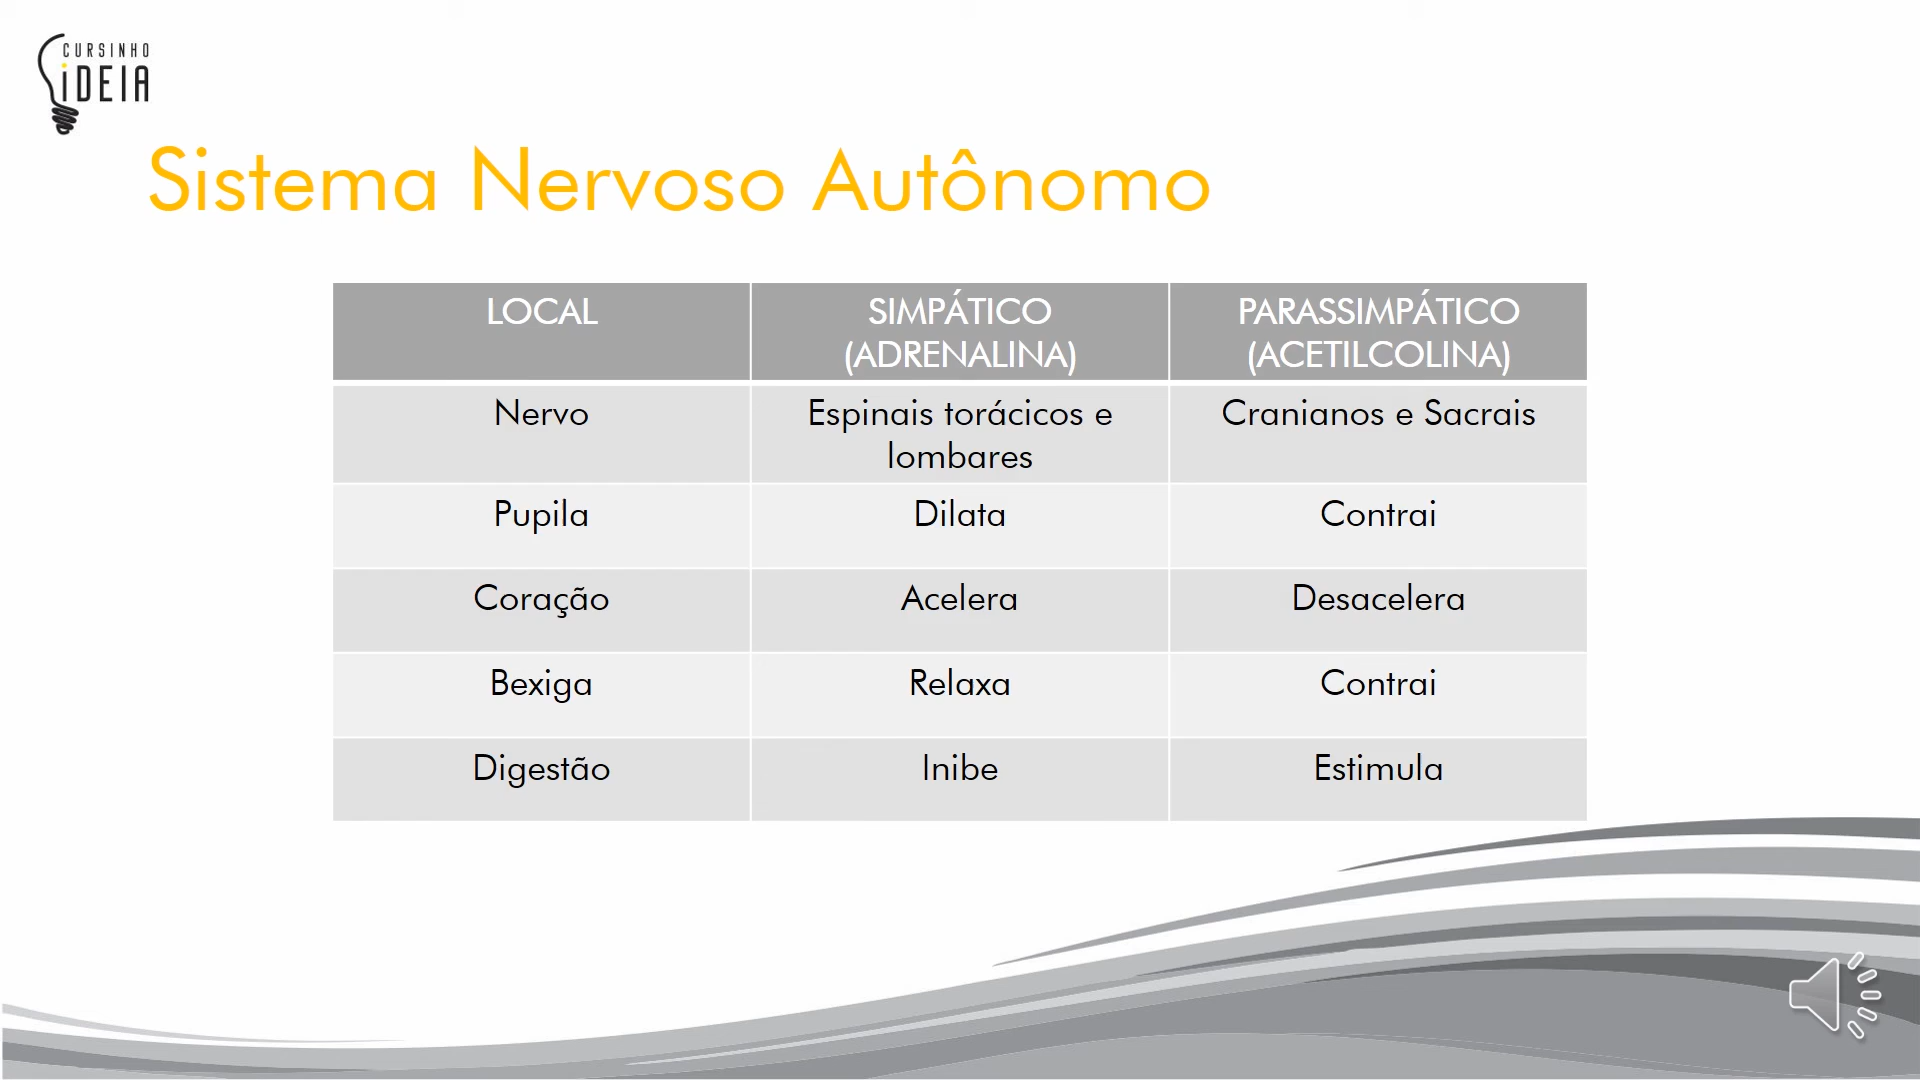 CURSINHO
iDEIA
Sistema Nervoso Autônomo
LOCAL
SIMPÁTICO
(ADRENALINA)
PARASSIMPÁTICO
(ACETILCOLINA)
Nervo
Espinais torácicos e
lombares
Cranianos e Sacrais
Pupila
Dilata
Contrai
Coração
Acelera
Desacelera
Bexiga
Relaxa
Contrai
Digestão
Inibe
Estimula